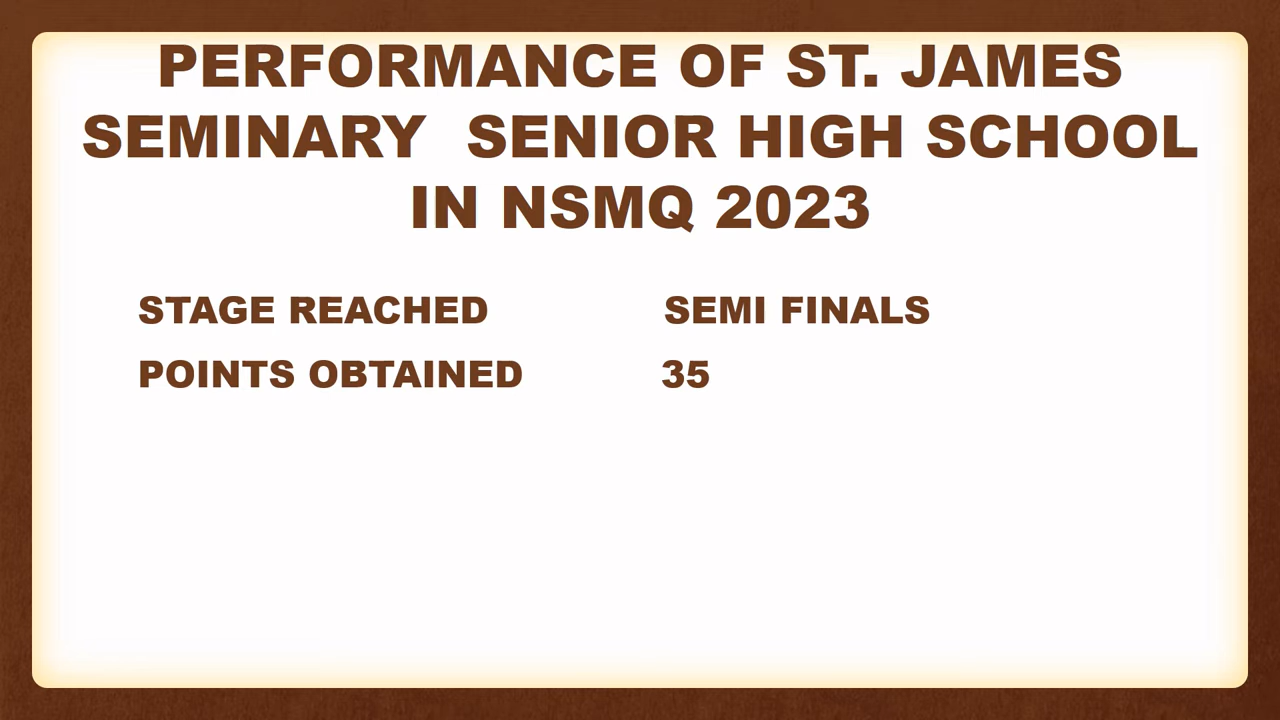 PERFORMANCE OF ST. JAMES
SEMINARY  SENIOR HIGH SCHOOL
IN NSMQ 2023
STAGE REACHED SEMI FINALS
POINTS OBTAINED 35